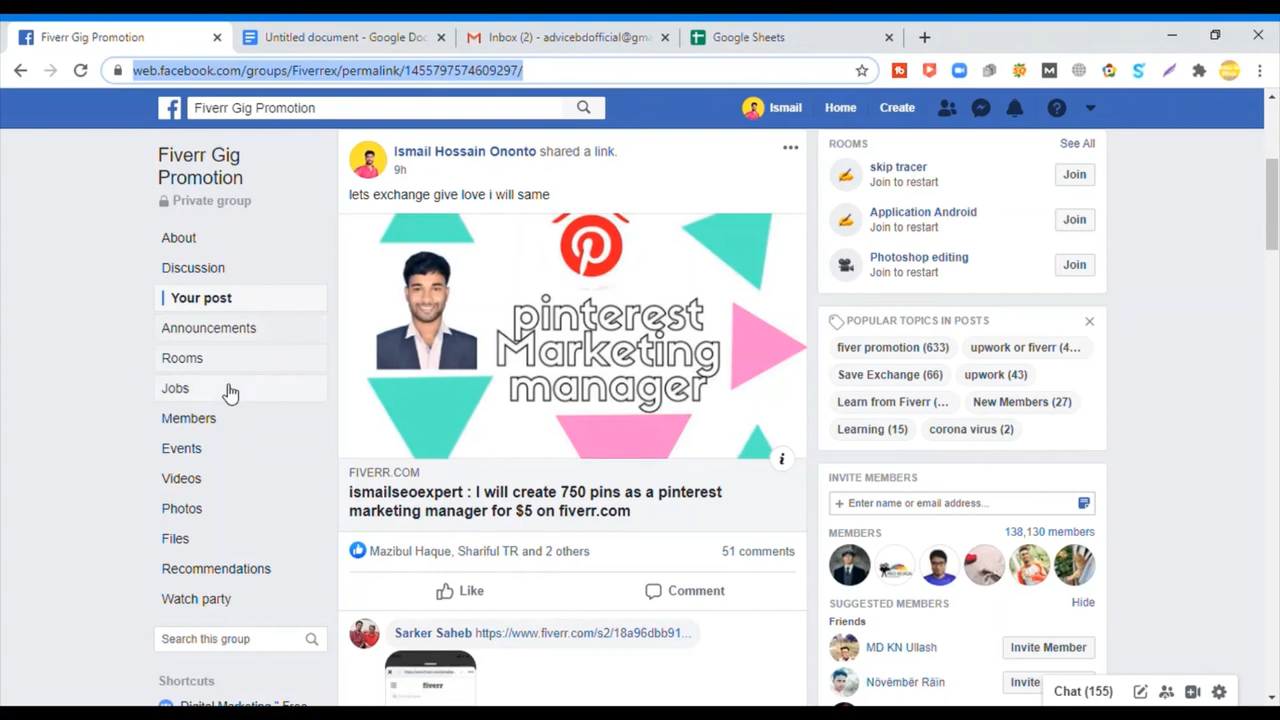 Fiverr Gig Promotion
Untitled document - Google Doc
Inbox (2) - advicebdofficial@gma
Google Sheets
web.facebook.com/groups/Fiverrex/permalink/1455797574609297/
Fiverr Gig Promotion
Ismail
Home
Create
Fiverr Gig
Promotion
Private group
About
Discussion
Your post
Announcements
Rooms
Jobs
Members
Events
Videos
Photos
Files
Recommendations
Watch party
Search this group
Shortcuts
Ismail Hossain Ononto shared a link.
9h
lets exchange give love i will same
pinterest
Marketing
manager
FIVERR.COM
ismailseoexpert : I will create 750 pins as a pinterest
marketing manager for $5 on fiverr.com
Mazibul Haque, Shariful TR and 2 others
51 comments
Like
Comment
Sarker Saheb https://www.fiverr.com/s2/18a96dbb91...
fiverr
ROOMS
See All
skip tracer
Join to restart
Join
Application Android
Join to restart
Join
Photoshop editing
Join to restart
Join
POPULAR TOPICS IN POSTS
fiver promotion (633)
upwork or fiverr (4...
Save Exchange (66)
upwork (43)
Learn from Fiverr (...
New Members (27)
Learning (15)
corona virus (2)
INVITE MEMBERS
+ Enter name or email address...
MEMBERS
138,130 members
SUGGESTED MEMBERS
Hide
Friends
MD KN Ullash
Invite Member
Növëmbër Räin
Invite
Chat (155)